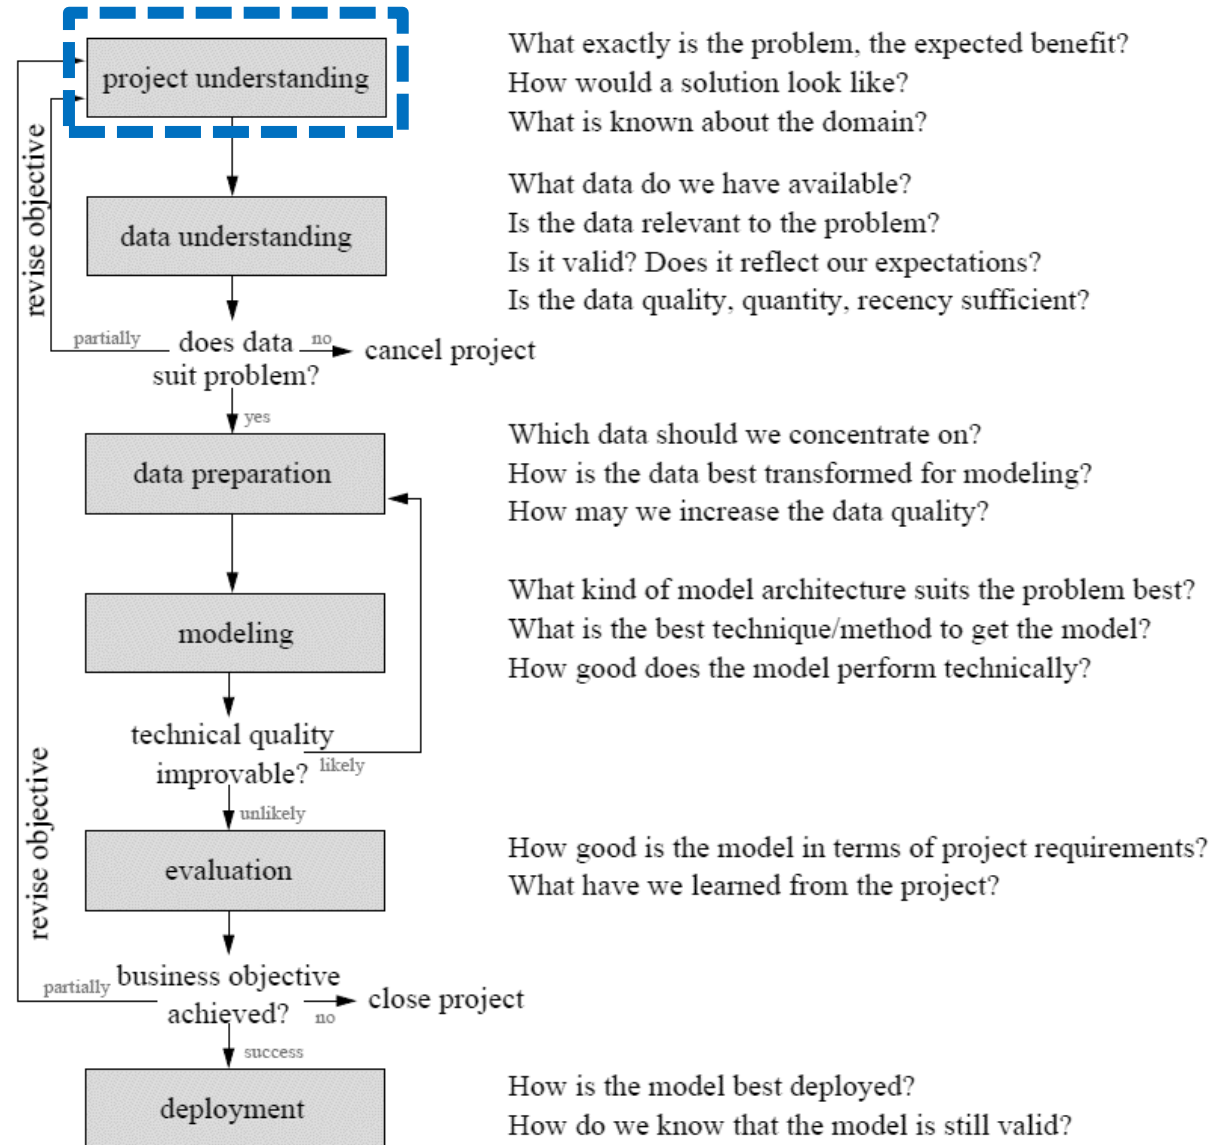 project understanding
What exactly is the problem, the expected benefit?
How would a solution look like?
What is known about the domain?
revise objective
data understanding
What data do we have available?
Is the data relevant to the problem?
Is it valid? Does it reflect our expectations?
Is the data quality, quantity, recency sufficient?
partially
does data
suit problem?
no
cancel project
yes
data preparation
Which data should we concentrate on?
How is the data best transformed for modeling?
How may we increase the data quality?
modeling
What kind of model architecture suits the problem best?
What is the best technique/method to get the model?
How good does the model perform technically?
technical quality
improvable?
likely
unlikely
revise objective
evaluation
How good is the model in terms of project requirements?
What have we learned from the project?
partially
business objective
achieved?
no
close project
success
deployment
How is the model best deployed?
How do we know that the model is still valid?